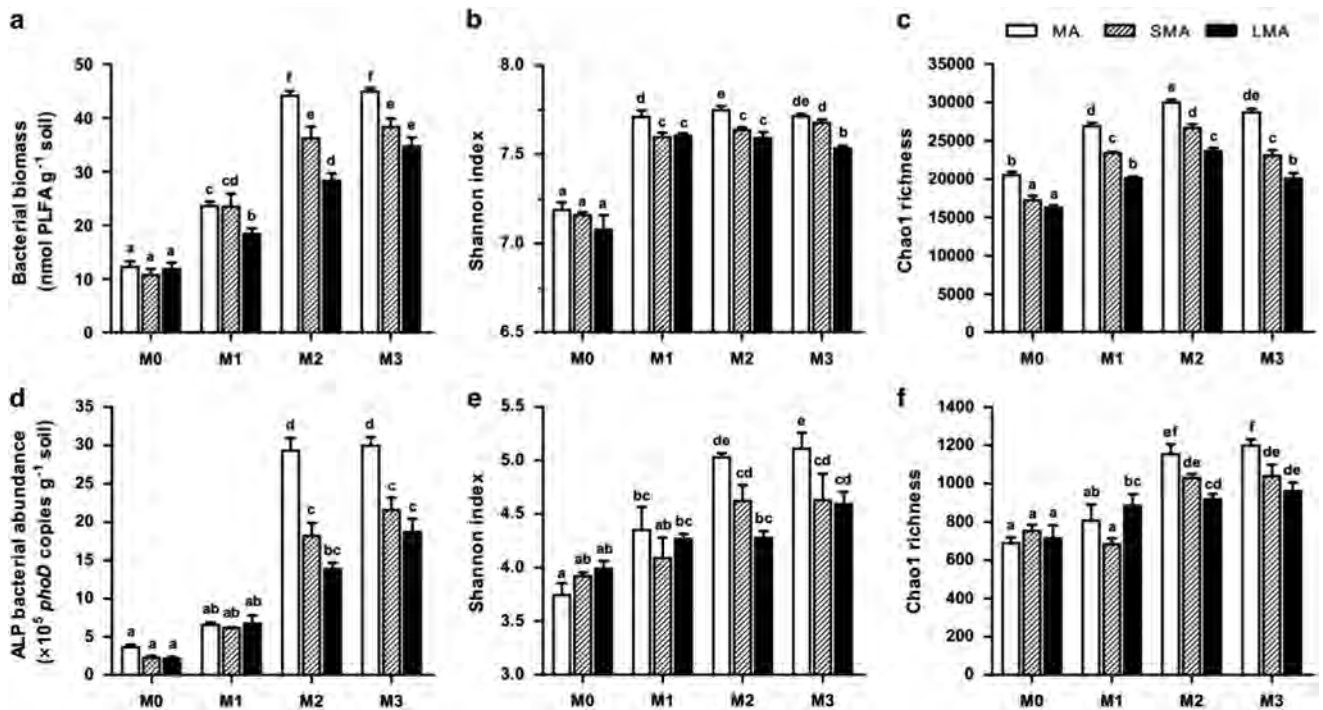 a
Bacterial biomass
(nmol PLFA g⁻¹ soil)
50
40
30
20
10
0
a a a
c cd b
f e d
f e e
M0 M1 M2 M3
b
Shannon index
8.0
7.5
7.0
6.5
a a a
d c c
e c c
de d b
M0 M1 M2 M3
c
MA SMA LMA
Chao1 richness
35000
30000
25000
20000
15000
10000
5000
0
b a a
d c b
e d c
de c b
M0 M1 M2 M3
d
ALP bacterial abundance
(×10⁵ phoD copies g⁻¹ soil)
35
30
25
20
15
10
5
0
a a a
ab ab ab
d c bc
d c c
M0 M1 M2 M3
e
Shannon index
5.5
5.0
4.5
4.0
3.5
3.0
a ab ab
bc ab bc
de cd bc
e cd cd
M0 M1 M2 M3
f
Chao1 richness
1400
1200
1000
800
600
400
200
0
a a a
ab a bc
ef de cd
f de de
M0 M1 M2 M3